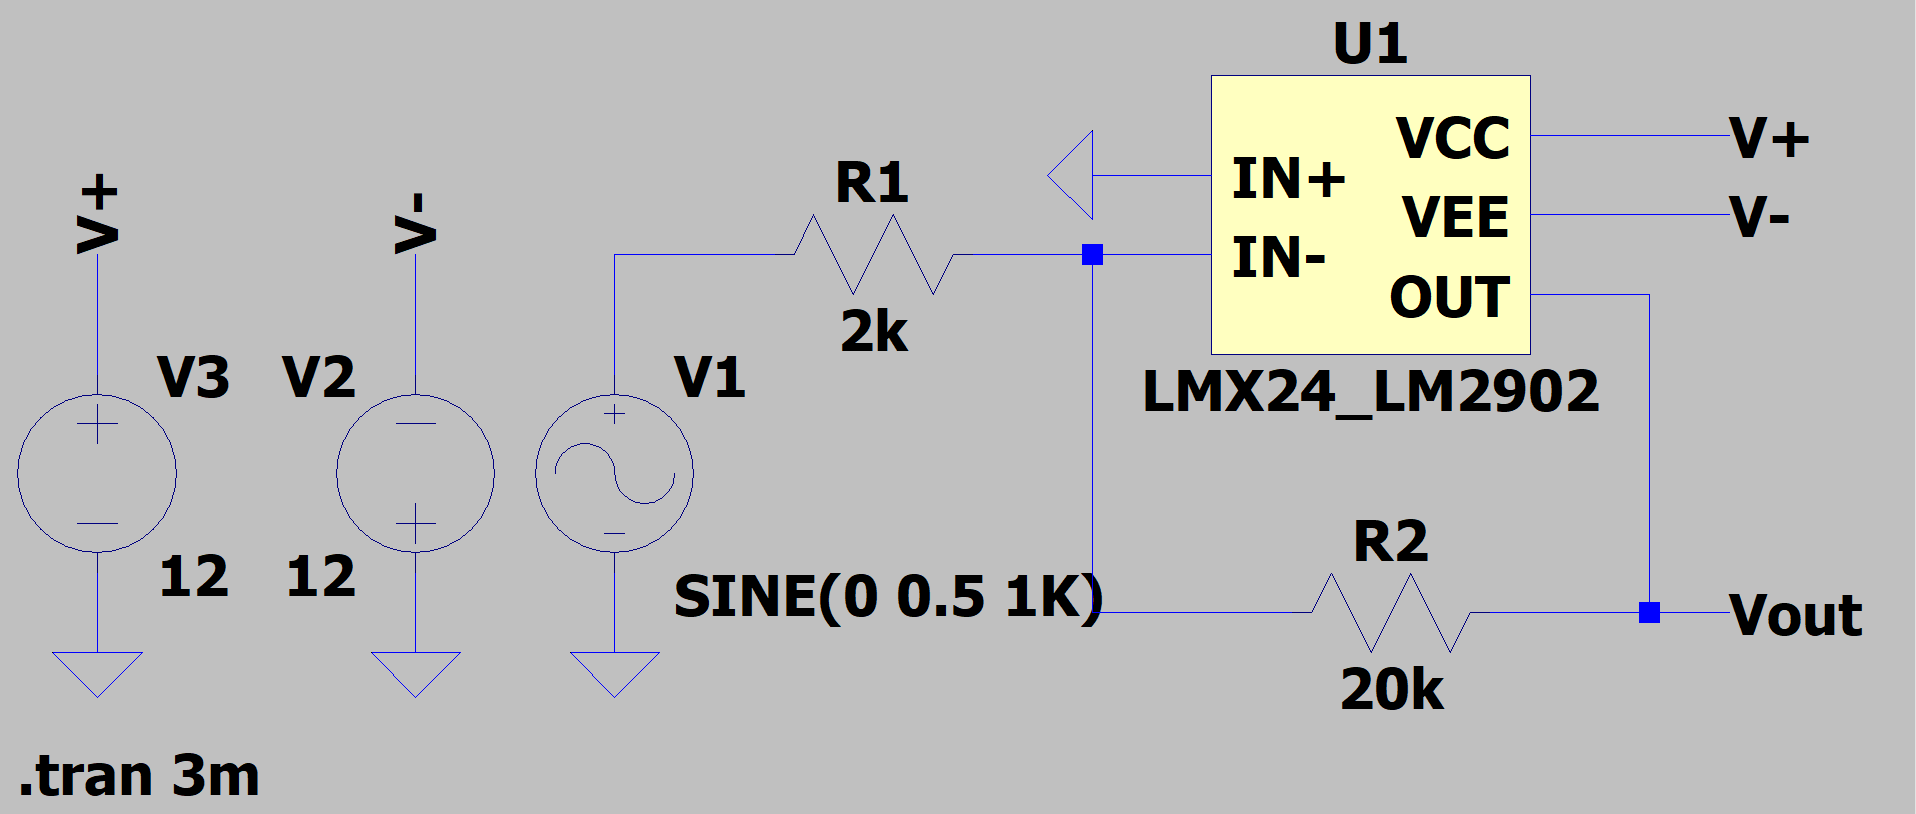 U1
VCC
V+
IN+
VEE
V-
IN-
OUT
LMX24_LM2902
R1
2k
V+
V-
V3
V2
V1
12
12
SINE(0 0.5 1K)
R2
20k
Vout
.tran 3m